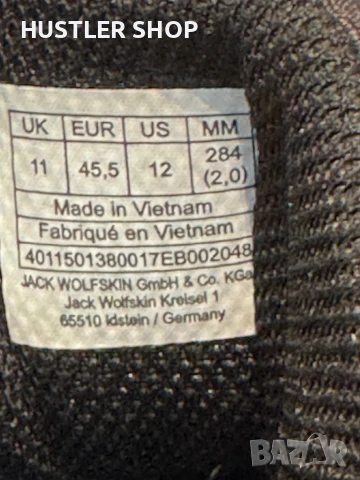 HUSTLER SHOP
UK EUR US MM
11 45,5 12 284 (2,0)
Made in Vietnam
Fabriqué en Vietnam
4011501380017EB002048
JACK WOLFSKIN GmbH & Co. KGa
Jack Wolfskin Kreisel 1
65510 Idstein / Germany
BAZAR